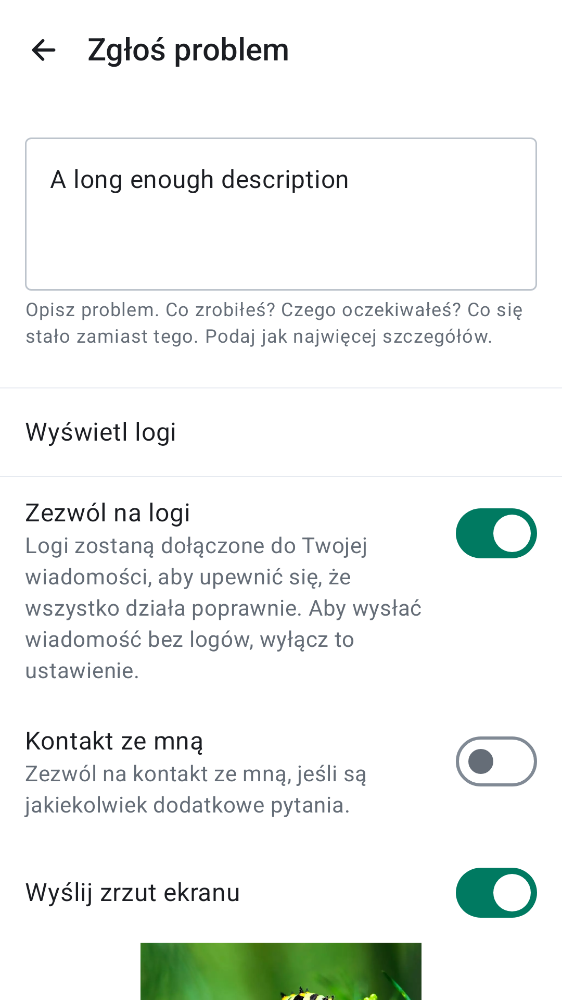 Zgłoś problem
A long enough description
Opisz problem. Co zrobiłeś? Czego oczekiwałeś? Co się
stało zamiast tego. Podaj jak najwięcej szczegółów.
Wyświetl logi
Zezwól na logi
Logi zostaną dołączone do Twojej
wiadomości, aby upewnić się, że
wszystko działa poprawnie. Aby wysłać
wiadomość bez logów, wyłącz to
ustawienie.
Kontakt ze mną
Zezwól na kontakt ze mną, jeśli są
jakiekolwiek dodatkowe pytania.
Wyślij zrzut ekranu